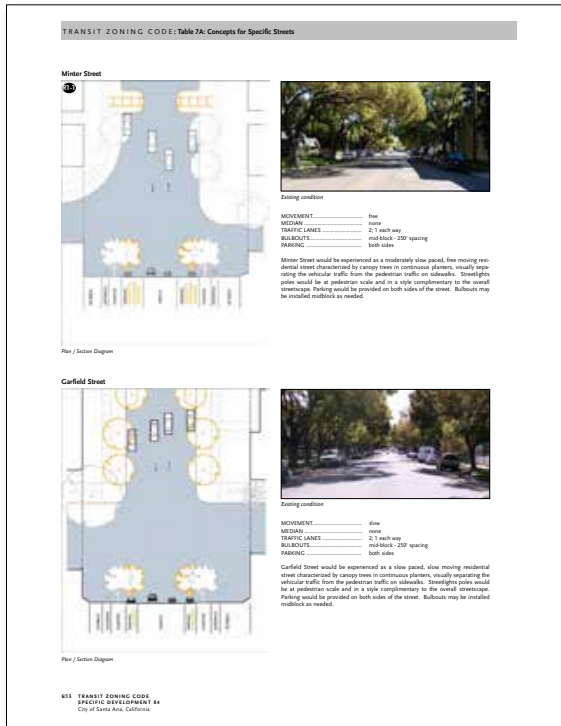 TRANSIT ZONING CODE: Table 7A: Concepts for Specific Streets
Minter Street
R1-1
Plan / Section Diagram
Existing condition
MOVEMENT................................ free
MEDIAN ................................ none
TRAFFIC LANES ........................ 2; 1 each way
BULBOUTS................................ mid-block - 250' spacing
PARKING ................................ both sides
Minter Street would be experienced as a moderately slow paced, free moving resi-
dential street characterized by canopy trees in continuous planters, visually sepa-
rating the vehicular traffic from the pedestrian traffic on sidewalks. Streetlights
poles would be at pedestrian scale and in a style complimentary to the overall
streetscape. Parking would be provided on both sides of the street. Bulbouts may
be installed midblock as needed.
Garfield Street
Plan / Section Diagram
Existing condition
MOVEMENT................................ slow
MEDIAN ................................ none
TRAFFIC LANES ........................ 2; 1 each way
BULBOUTS................................ mid-block - 250' spacing
PARKING ................................ both sides
Garfield Street would be experienced as a slow paced, slow moving residential
street characterized by canopy trees in continuous planters, visually separating the
vehicular traffic from the pedestrian traffic on sidewalks. Streetlights poles would
be at pedestrian scale and in a style complimentary to the overall streetscape.
Parking would be provided on both sides of the street. Bulbouts may be installed
midblock as needed.
6:13 TRANSIT ZONING CODE
SPECIFIC DEVELOPMENT 84
City of Santa Ana, California